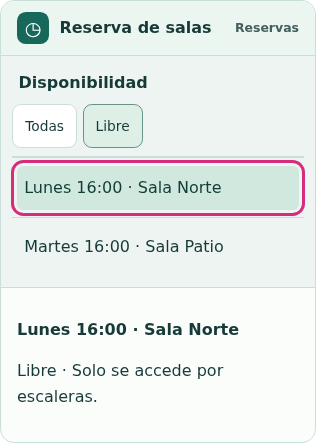 Reserva de salas
Reservas
Disponibilidad
Todas
Libre
Lunes 16:00 · Sala Norte
Martes 16:00 · Sala Patio
Lunes 16:00 · Sala Norte
Libre · Solo se accede por
escaleras.